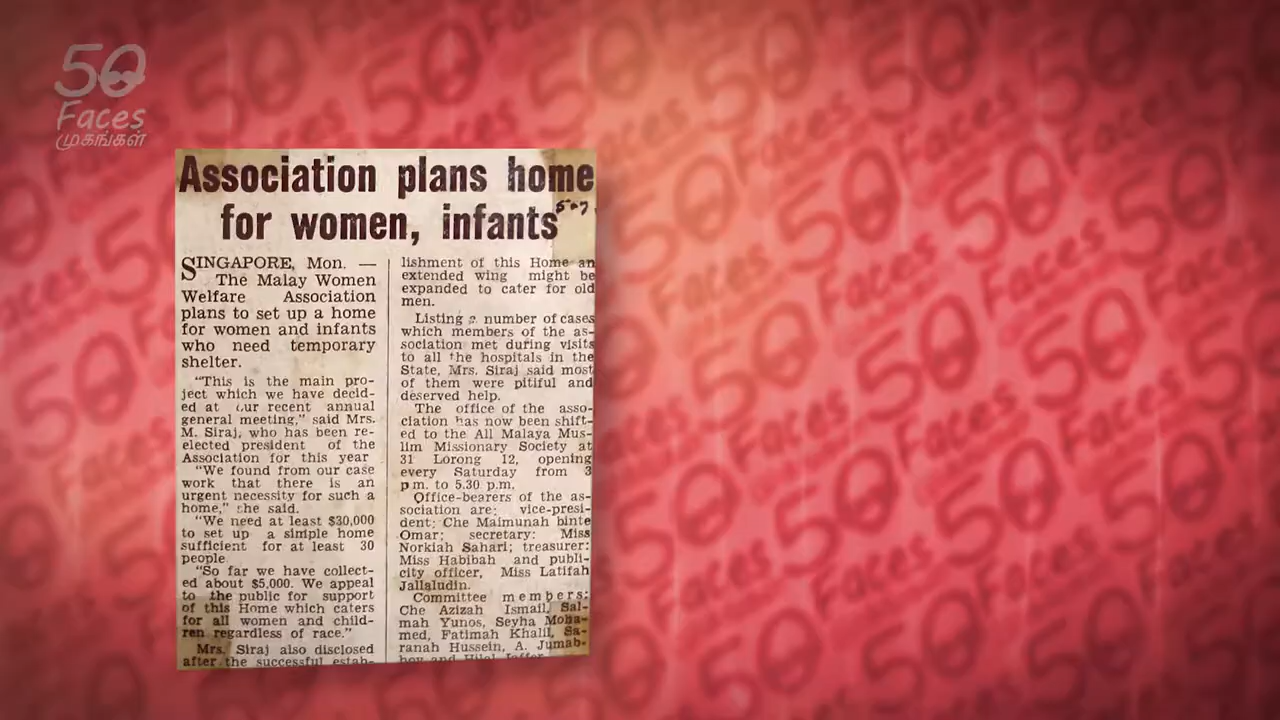 50
Faces
முகங்கள்
Association plans home
for women, infants
SINGAPORE, Mon. —
The Malay Women
Welfare Association
plans to set up a home
for women and infants
who need temporary
shelter.
"This is the main pro-
ject which we have decid-
ed at our recent annual
general meeting," said Mrs.
M. Siraj, who has been re-
elected president of the
Association for this year
"We found from our case
work that there is an
urgent necessity for such a
home," she said.
"We need at least $30,000
to set up a simple home
sufficient for at least 30
people
"So far we have collect-
ed about $5,000. We appeal
to the public for support
of this Home which caters
for all women and child-
ren regardless of race."
Mrs. Siraj also disclosed
after the successful estab-
lishment of this Home an
extended wing might be
expanded to cater for old
men.
Listing a number of cases
which members of the as-
sociation met during visits
to all the hospitals in the
State, Mrs. Siraj said most
of them were pitiful and
deserved help.
The office of the asso-
ciation has now been shift-
ed to the All Malaya Mus-
lim Missionary Society at
31 Lorong 12, opening
every Saturday from 3
p.m. to 5.30 p.m.
Office-bearers of the as-
sociation are: vice-presi-
dent: Che Maimunah binte
Omar; secretary: Miss
Norkiah Sahari; treasurer:
Miss Habibah and publi-
city officer, Miss Latifah
Jallaludin.
Committee members:
Che Azizah Ismail, Sal-
mah Yunos, Seyha Moha-
med, Fatimah Khalil, Sa-
ranah Hussein, A. Jumab-
hoy and Hilal Jaffer